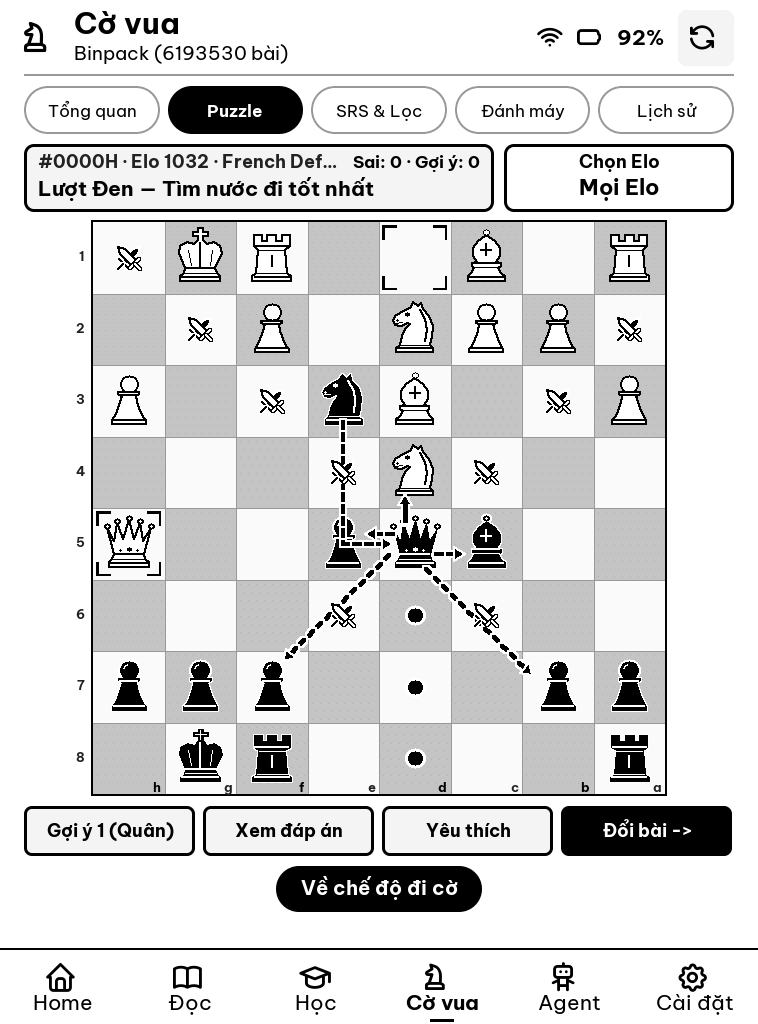 Cờ vua
Binpack (6193530 bài)
92%
Tổng quan
Puzzle
SRS & Lọc
Đánh máy
Lịch sử
#0000H · Elo 1032 · French Def... Sai: 0 · Gợi ý: 0
Lượt Đen — Tìm nước đi tốt nhất
Chọn Elo
Mọi Elo
1
2
3
4
5
6
7
8
h g f e d c b a
Gợi ý 1 (Quân)
Xem đáp án
Yêu thích
Đổi bài ->
Về chế độ đi cờ
Home
Đọc
Học
Cờ vua
Agent
Cài đặt